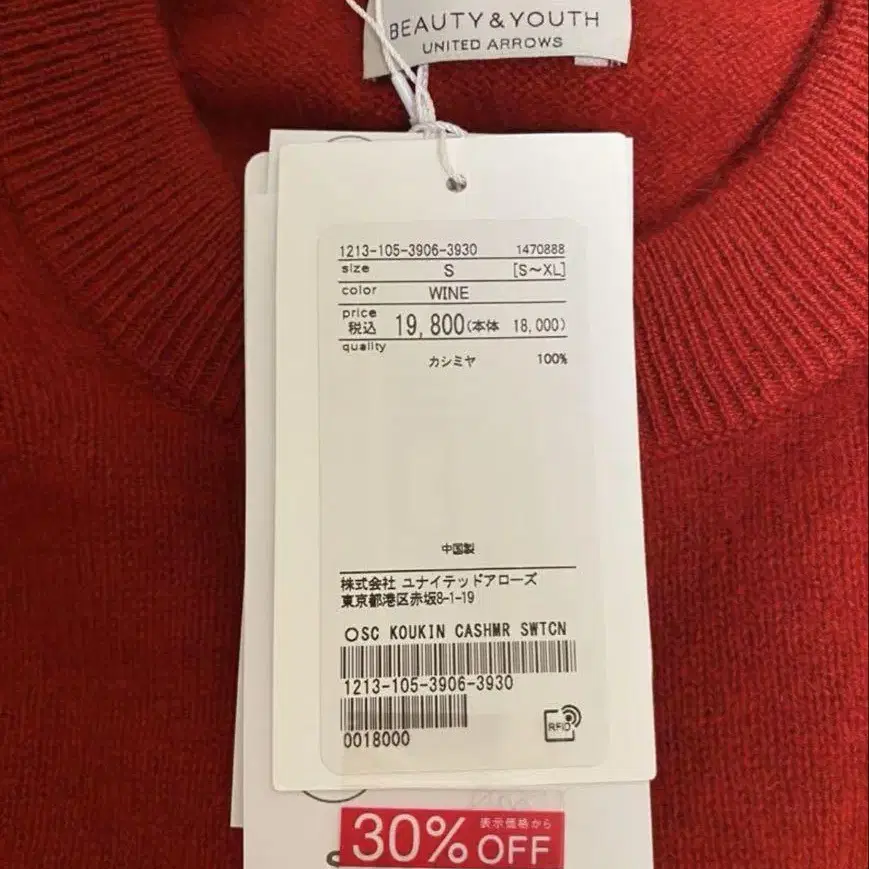 BEAUTY & YOUTH
UNITED ARROWS
1213-105-3906-3930 1470888
size S [S~XL]
color WINE
price
税込 19,800(本体 18,000)
quality
カシミヤ 100%
中国製
株式会社 ユナイテッドアローズ
東京都港区赤坂8-1-19
〇SC KOUKIN CASHMR SWTCN
1213-105-3906-3930
0018000
RFID
表示価格から
30% OFF